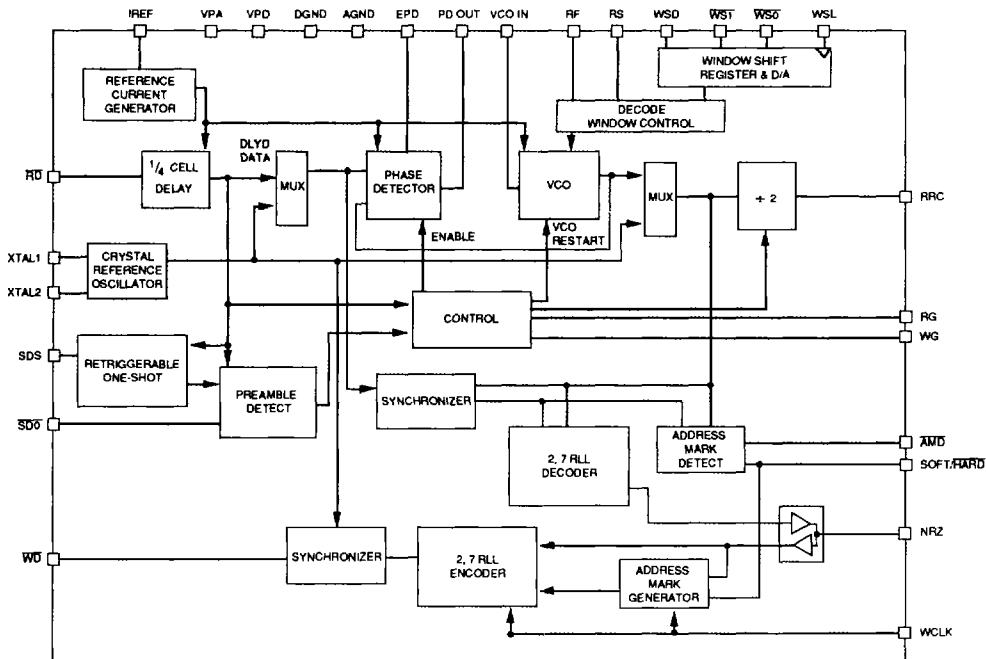 IREF VPA VPD DGND AGND EPD PD OUT VCO IN RF RS WSD WS1 WS0 WSL
WINDOW SHIFT
REGISTER & D/A
REFERENCE
CURRENT
GENERATOR
DECODE
WINDOW CONTROL
RD
1/4 CELL
DELAY
DLYD
DATA
MUX
PHASE
DETECTOR
VCO
MUX
÷ 2
RRC
ENABLE
VCO
RESTART
XTAL1
XTAL2
CRYSTAL
REFERENCE
OSCILLATOR
CONTROL
RG
WG
SDS
RETRIGGERABLE
ONE-SHOT
PREAMBLE
DETECT
SYNCHRONIZER
SDO
2, 7 RLL
DECODER
ADDRESS
MARK
DETECT
AMD
SOFT/HARD
NRZ
WD
SYNCHRONIZER
2, 7 RLL
ENCODER
ADDRESS
MARK
GENERATOR
WCLK